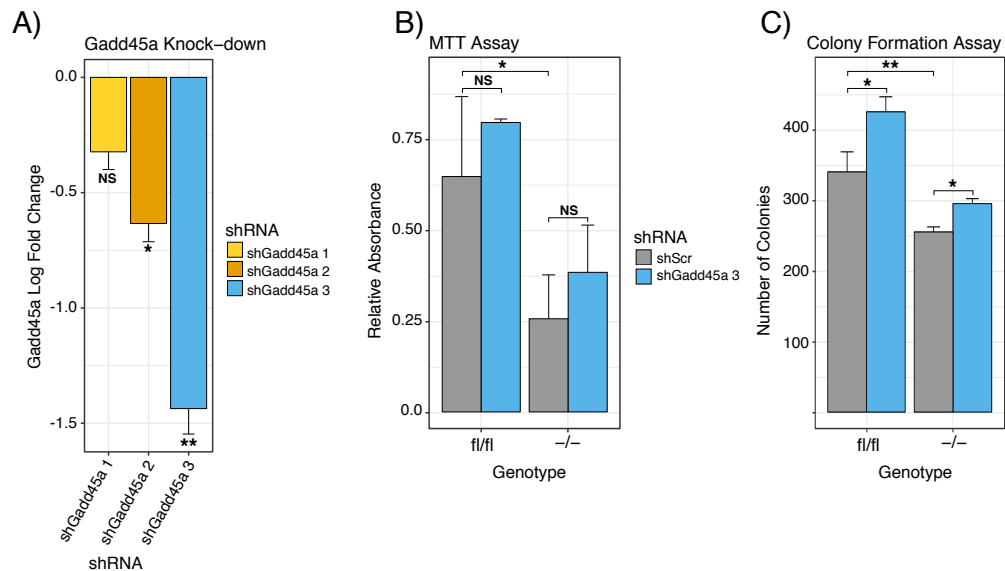 A)
Gadd45a Knock–down
0.0
-0.5
-1.0
-1.5
Gadd45a Log Fold Change
NS
*
**
shGadd45a 1
shGadd45a 2
shGadd45a 3
shRNA
shRNA
shGadd45a 1
shGadd45a 2
shGadd45a 3
B)
MTT Assay
*
NS
NS
0.75
0.50
0.25
0.0
Relative Absorbance
fl/fl
–/–
Genotype
shRNA
shScr
shGadd45a 3
C)
Colony Formation Assay
**
*
*
400
300
200
100
Number of Colonies
fl/fl
–/–
Genotype